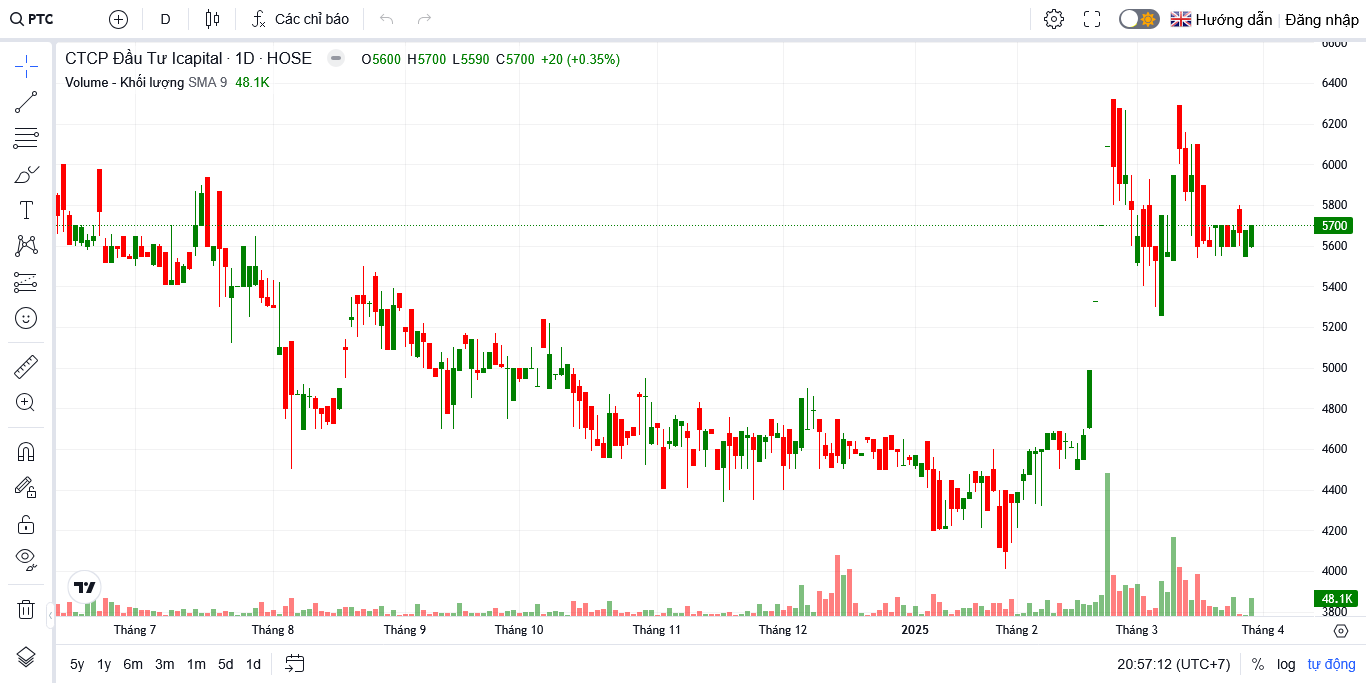 PTC D Các chỉ báo Hướng dẫn Đăng nhập
CTCP Đầu Tư Icapital · 1D · HOSE O5600 H5700 L5590 C5700 +20 (+0.35%)
Volume - Khối lượng SMA 9 48.1K
6600
6400
6200
6000
5800
5700
5600
5400
5200
5000
4800
4600
4400
4200
4000
48.1K
3800
Tháng 7 Tháng 8 Tháng 9 Tháng 10 Tháng 11 Tháng 12 2025 Tháng 2 Tháng 3 Tháng 4
5y 1y 6m 3m 1m 5d 1d 20:57:12 (UTC+7) % log tự động